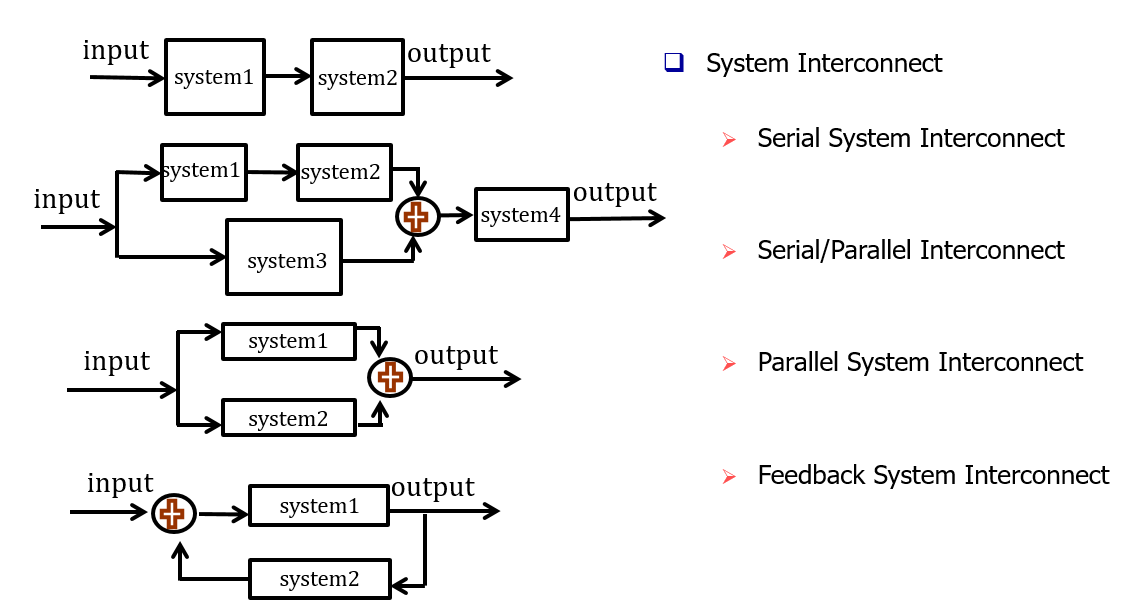 input
output
system1
system2
system1
system2
input
output
system4
system3
system1
input
output
system2
input
output
system1
system2
System Interconnect
Serial System Interconnect
Serial/Parallel Interconnect
Parallel System Interconnect
Feedback System Interconnect